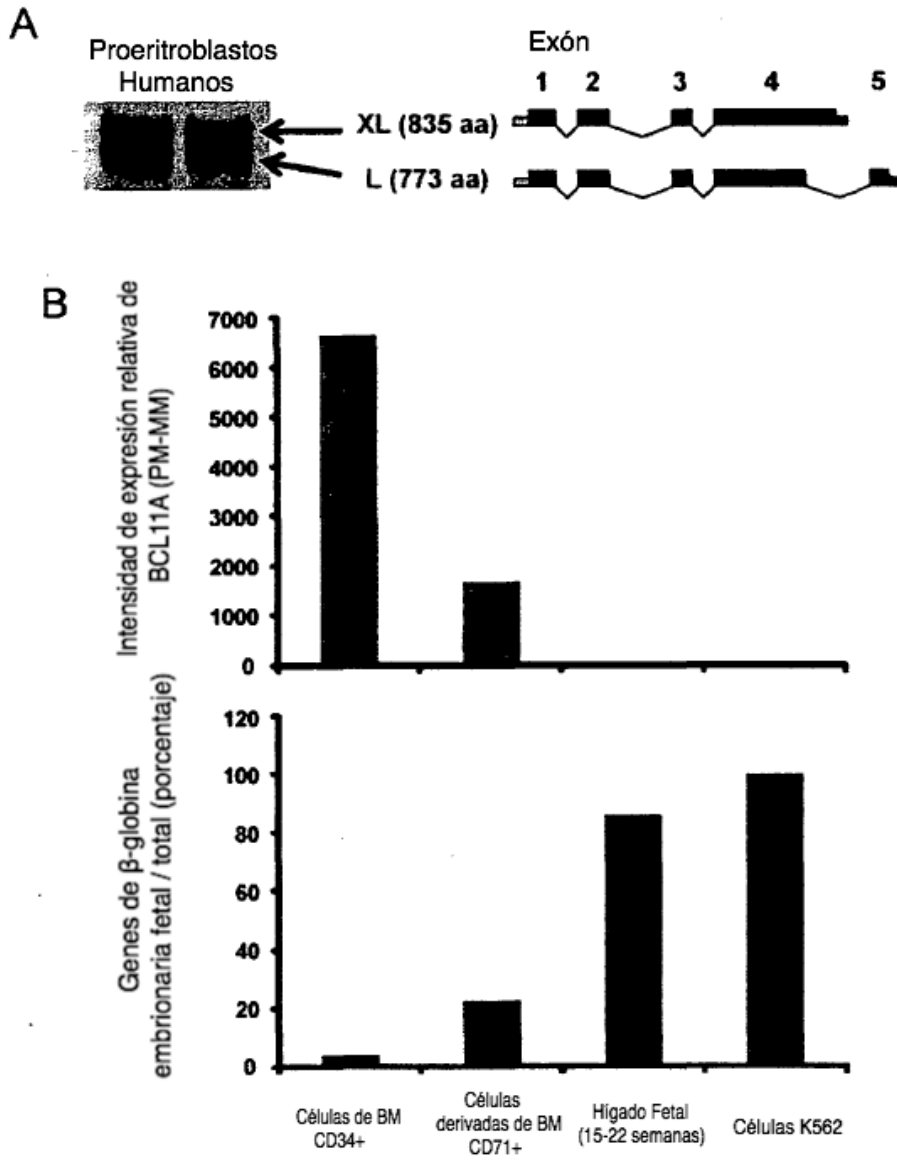 A
Proeritroblastos
Humanos
XL (835 aa)
L (773 aa)
Exón
1 2 3 4 5
B
Intensidad de expresión relativa de
BCL11A (PM-MM)
7000
6000
5000
4000
3000
2000
1000
0
Genes de β-globina
embrionaria fetal / total (porcentaje)
120
100
80
60
40
20
0
Células de BM
CD34+
Células
derivadas de BM
CD71+
Hígado Fetal
(15-22 semanas)
Células K562